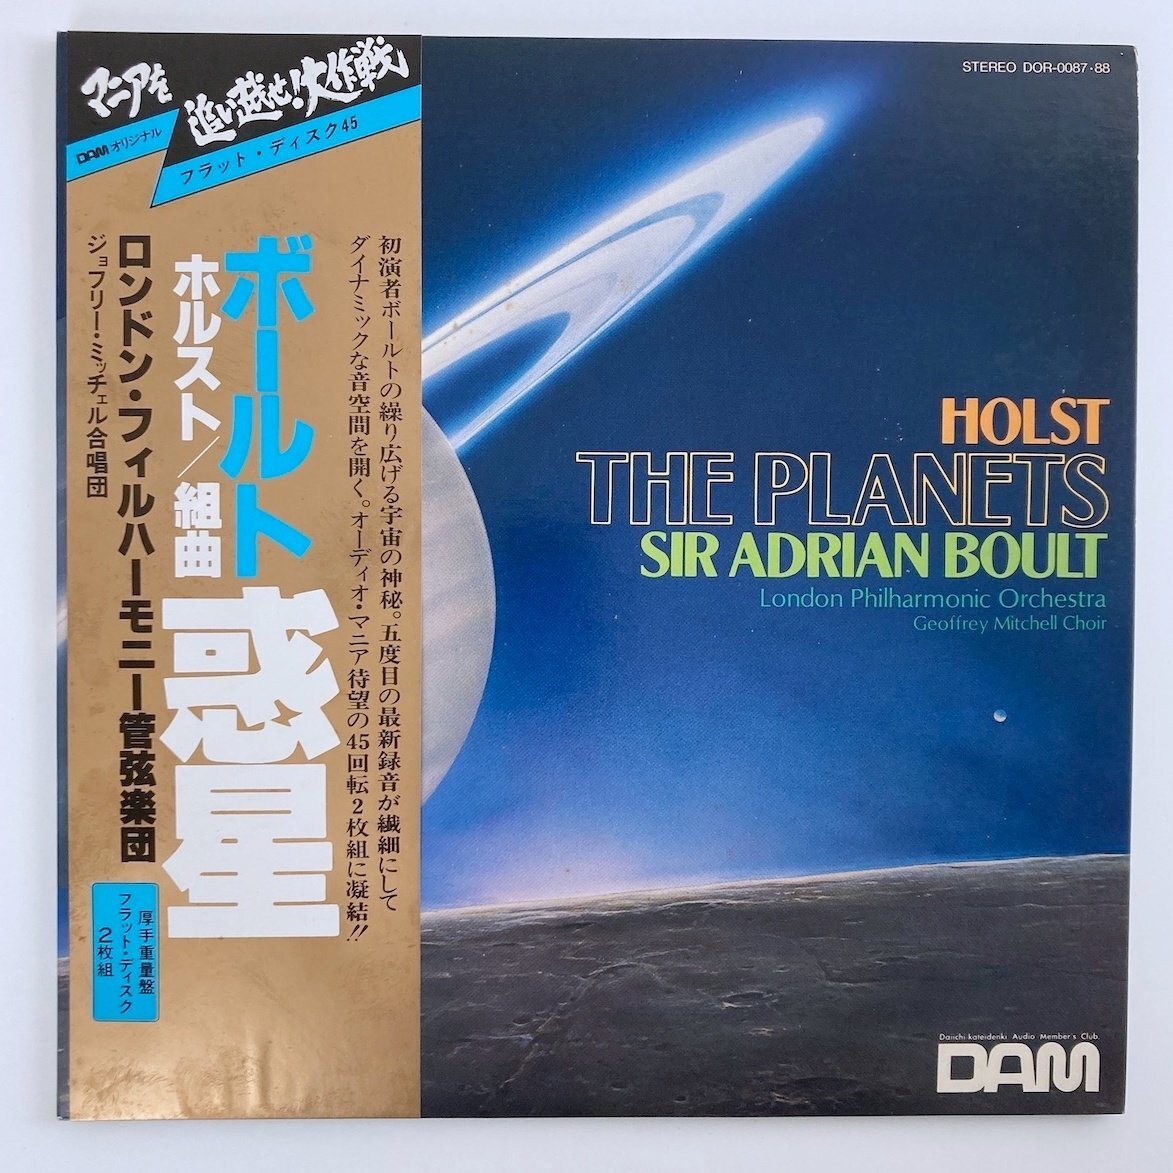 マニアを
追い越せ!!大作戦
DAMオリジナル
フラット・ディスク45
初演者ボールトの繰り広げる宇宙の神秘。五度目の最新録音が繊細にして
ダイナミックな音空間を開く。オーディオ・マニア待望の45回転2枚組に凝結!!
ボールト
ホルスト/組曲
惑星
ロンドン・フィルハーモニー管弦楽団
ジョフリー・ミッチェル合唱団
厚手重量盤
フラット・ディスク
2枚組
STEREO DOR-0087・88
HOLST
THE PLANETS
SIR ADRIAN BOULT
London Philharmonic Orchestra
Geoffrey Mitchell Choir
Daiichi-kateidenki Audio Member's Club.
DAM